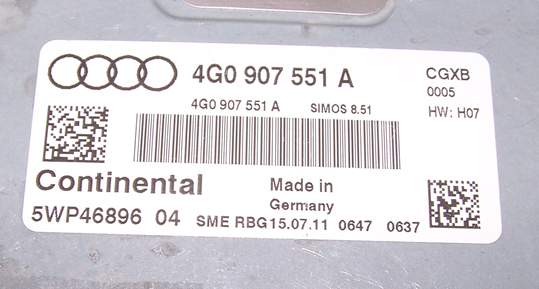 4G0 907 551 A CGXB
0005
4G0 907 551 A SIMOS 8.51 HW: H07
Continental Made in
Germany
5WP46896 04 SME RBG15.07.11 0647 0637